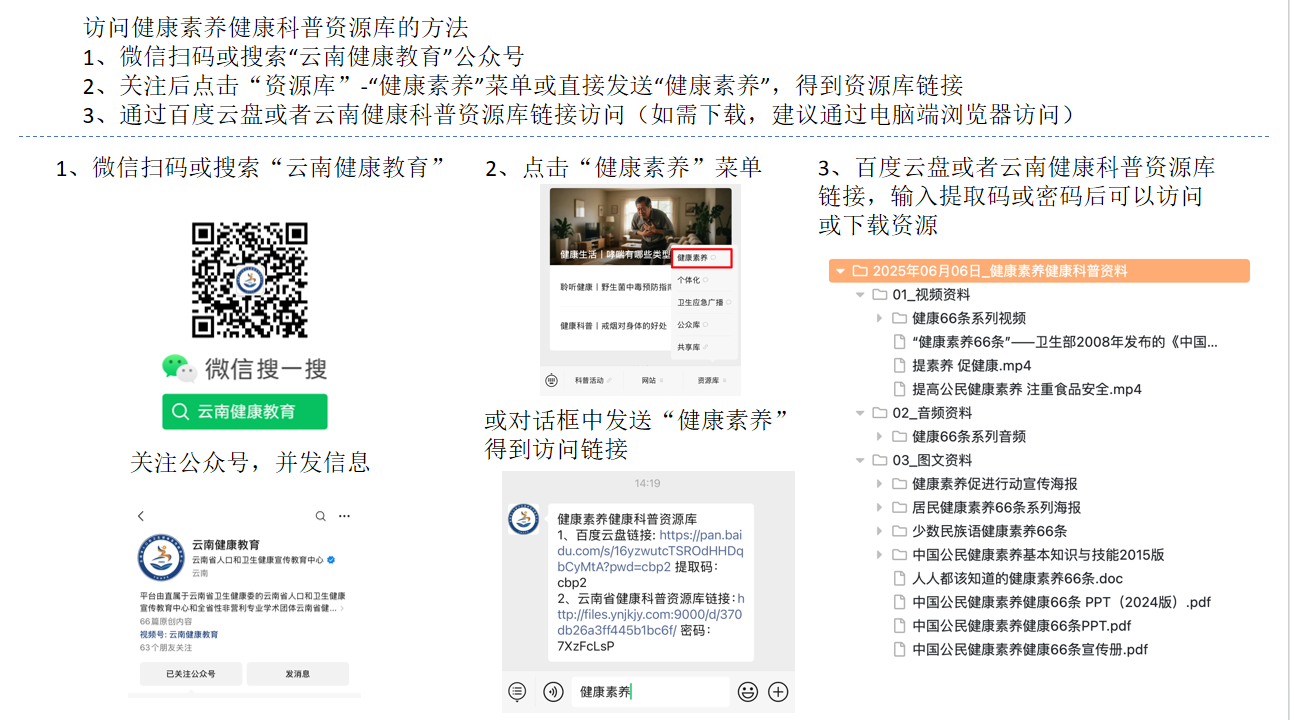 访问健康素养健康科普资源库的方法
1、微信扫码或搜索“云南健康教育”公众号
2、关注后点击“资源库”-“健康素养”菜单或直接发送“健康素养”，得到资源库链接
3、通过百度云盘或者云南健康科普资源库链接访问（如需下载，建议通过电脑端浏览器访问）
1、微信扫码或搜索“云南健康教育”
微信搜一搜
云南健康教育
关注公众号，并发信息
云南健康教育
云南省人口和卫生健康宣传教育中心
云南
平台由直属于云南省卫生健康委的云南省人口和卫生健康
宣传教育中心和全省性非营利专业学术团体云南省健...
66篇原创内容
视频号: 云南健康教育
63个朋友关注
已关注公众号
发消息
2、点击“健康素养”菜单
健康生活｜哮喘有哪些类型
聆听健康｜野生菌中毒预防指南
健康科普｜戒烟对身体的好处
健康素养
个体化
卫生应急广播
公众库
共享库
科普活动
网站
资源库
或对话框中发送“健康素养”
得到访问链接
14:19
健康素养健康科普资源库
1、百度云盘链接: https://pan.bai
du.com/s/16yzwutcTSROdHHDq
bCyMtA?pwd=cbp2 提取码:
cbp2
2、云南省健康科普资源库链接:h
ttp://files.ynjkjy.com:9000/d/370
db26a3ff445b1bc6f/ 密码:
7XzFcLsP
健康素养
3、百度云盘或者云南健康科普资源库
链接，输入提取码或密码后可以访问
或下载资源
2025年06月06日_健康素养健康科普资料
01_视频资料
健康66条系列视频
“健康素养66条”——卫生部2008年发布的《中国...
提素养 促健康.mp4
提高公民健康素养 注重食品安全.mp4
02_音频资料
健康66条系列音频
03_图文资料
健康素养促进行动宣传海报
居民健康素养66条系列海报
少数民族语健康素养66条
中国公民健康素养基本知识与技能2015版
人人都该知道的健康素养66条.doc
中国公民健康素养健康66条 PPT（2024版）.pdf
中国公民健康素养健康66条PPT.pdf
中国公民健康素养健康66条宣传册.pdf